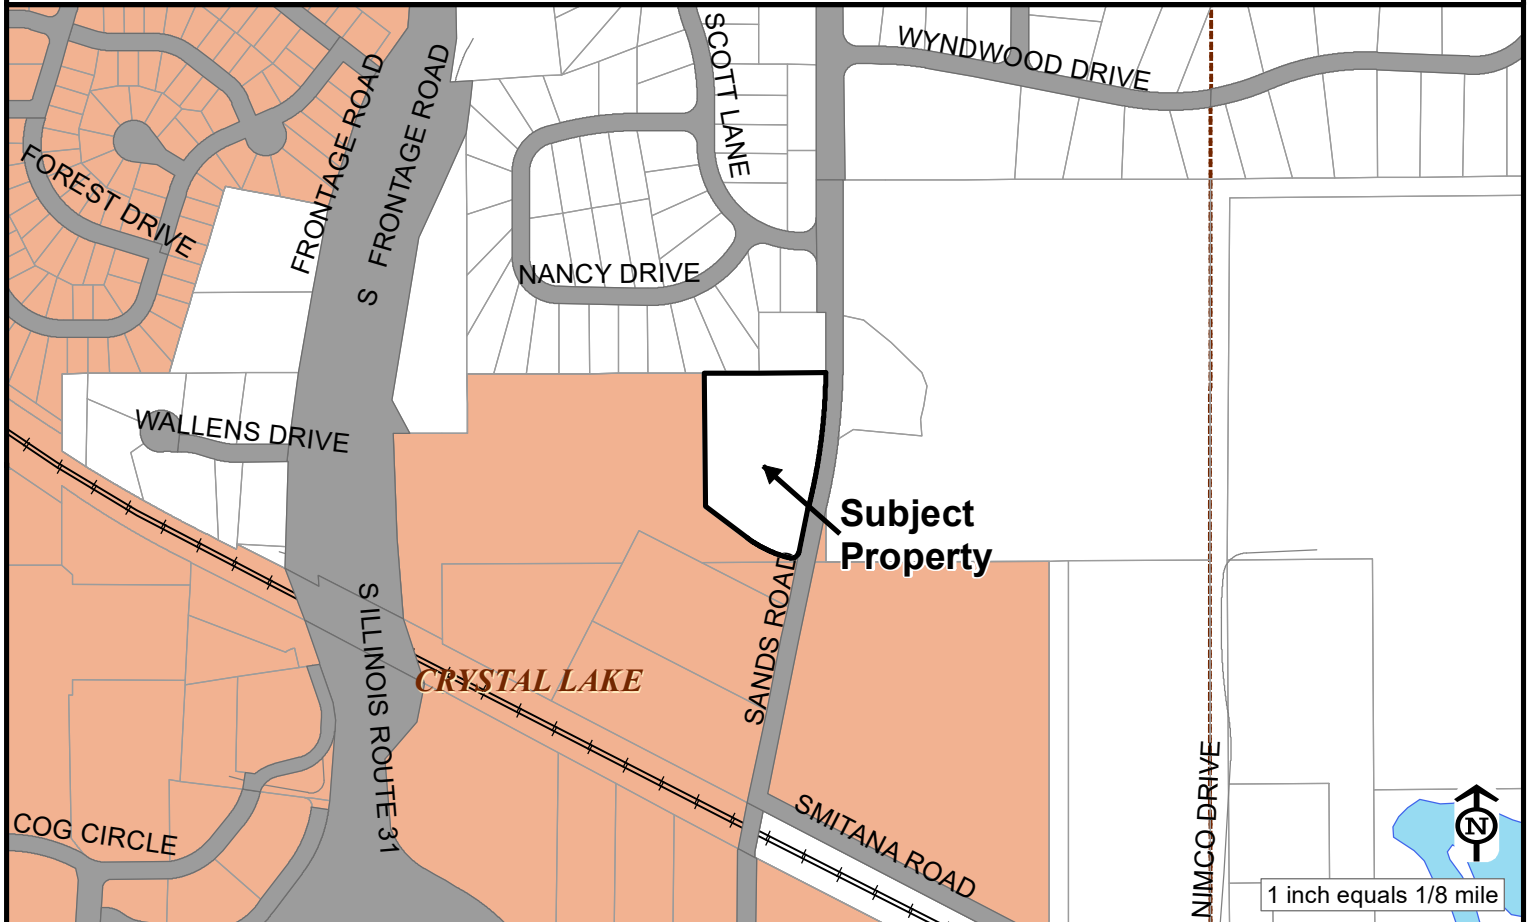 SCOTT LANE
WYNDWOOD DRIVE
FRONTAGE ROAD
S FRONTAGE ROAD
FOREST DRIVE
NANCY DRIVE
WALLENS DRIVE
Subject
Property
SANDS ROAD
S ILLINOIS ROUTE 31
CRYSTAL LAKE
NIMCO DRIVE
SMITANA ROAD
COG CIRCLE
N
1 inch equals 1/8 mile